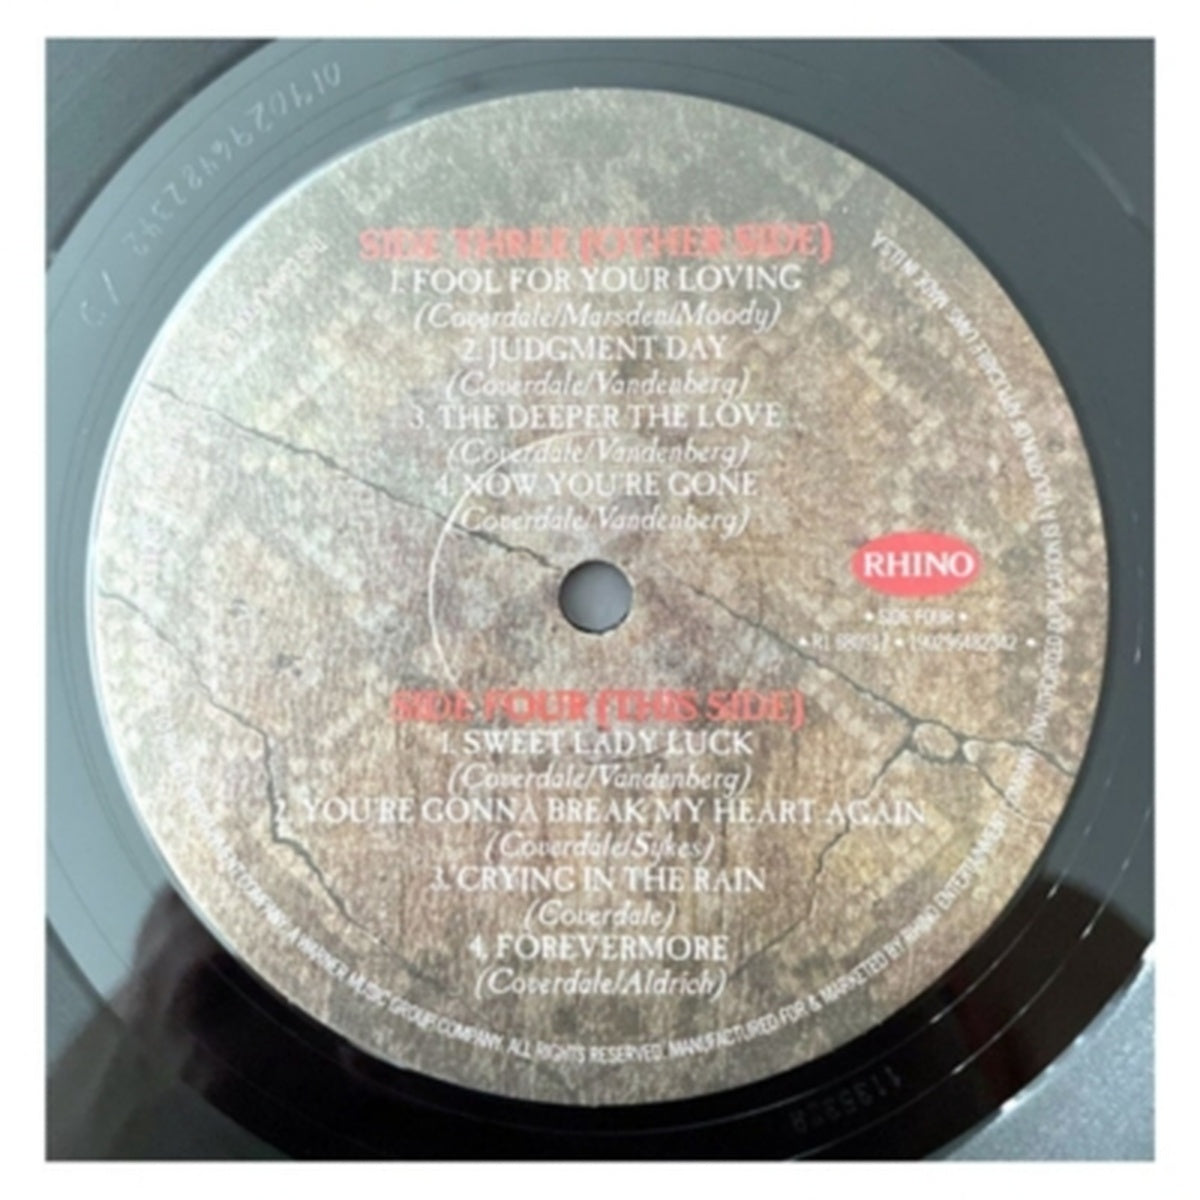 SIDE THREE (OTHER SIDE)
1. FOOL FOR YOUR LOVING
(Coverdale/Marsden/Moody)
2. JUDGMENT DAY
(Coverdale/Vandenberg)
3. THE DEEPER THE LOVE
(Coverdale/Vandenberg)
4. NOW YOU'RE GONE
(Coverdale/Vandenberg)
RHINO
• SIDE FOUR •
SIDE FOUR (THIS SIDE)
1. SWEET LADY LUCK
(Coverdale/Vandenberg)
2. YOU'RE GONNA BREAK MY HEART AGAIN
(Coverdale/Sykes)
3. CRYING IN THE RAIN
(Coverdale)
4. FOREVERMORE
(Coverdale/Aldrich)
COMPANY. A WARNER MUSIC GROUP COMPANY. ALL RIGHTS RESERVED. MANUFACTURED FOR & MARKETED BY RHINO ENTERTAINMENT
MADE IN U.S.A.